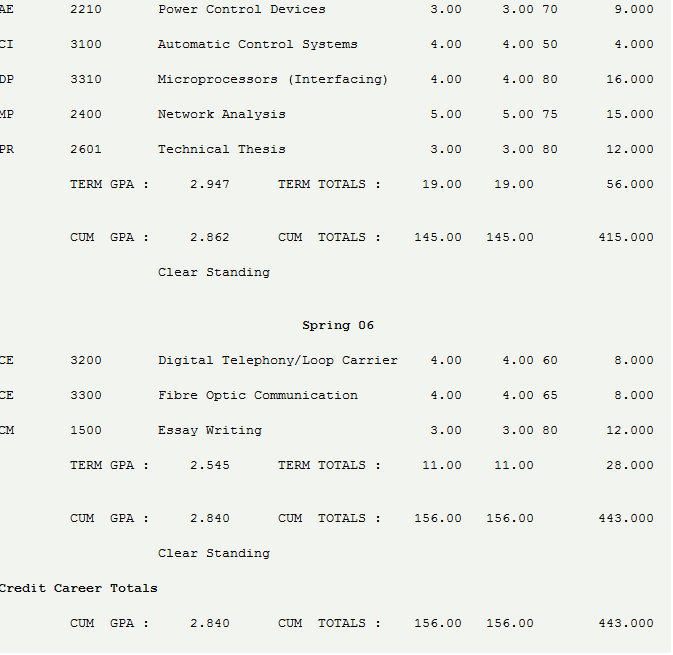 AE 2210 Power Control Devices 3.00 3.00 70 9.000
CI 3100 Automatic Control Systems 4.00 4.00 50 4.000
DP 3310 Microprocessors (Interfacing) 4.00 4.00 80 16.000
MP 2400 Network Analysis 5.00 5.00 75 15.000
PR 2601 Technical Thesis 3.00 3.00 80 12.000
TERM GPA : 2.947 TERM TOTALS : 19.00 19.00 56.000
CUM GPA : 2.862 CUM TOTALS : 145.00 145.00 415.000
Clear Standing
Spring 06
CE 3200 Digital Telephony/Loop Carrier 4.00 4.00 60 8.000
CE 3300 Fibre Optic Communication 4.00 4.00 65 8.000
CM 1500 Essay Writing 3.00 3.00 80 12.000
TERM GPA : 2.545 TERM TOTALS : 11.00 11.00 28.000
CUM GPA : 2.840 CUM TOTALS : 156.00 156.00 443.000
Clear Standing
Credit Career Totals
CUM GPA : 2.840 CUM TOTALS : 156.00 156.00 443.000